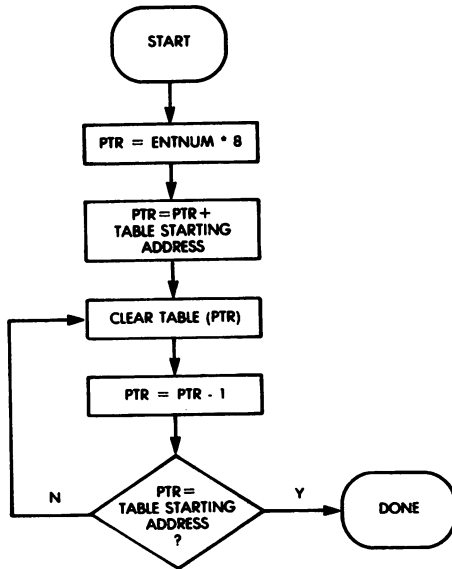 START
PTR = ENTNUM * 8
PTR=PTR+
TABLE STARTING
ADDRESS
CLEAR TABLE (PTR)
PTR = PTR - 1
PTR=
TABLE STARTING
ADDRESS
?
N
Y
DONE